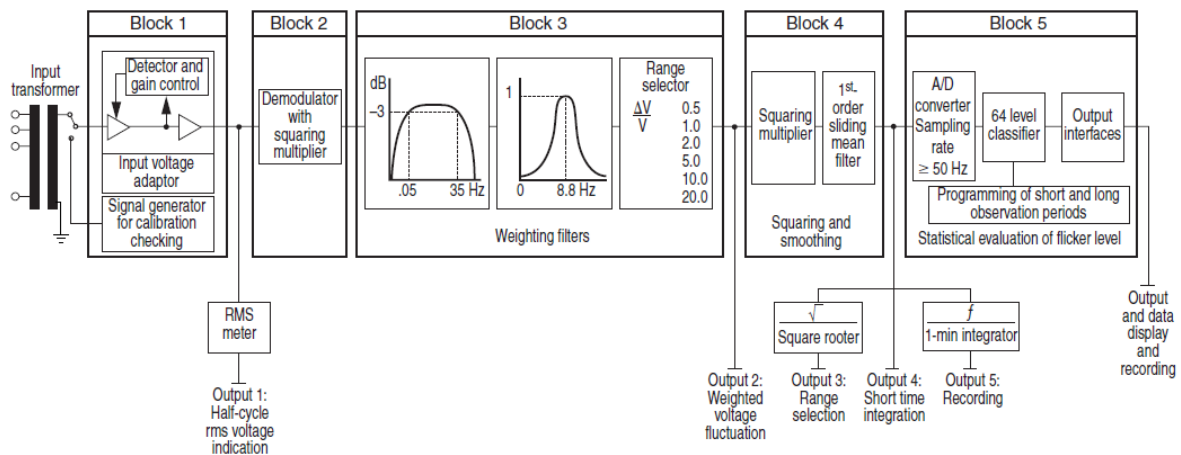 Block 1
Block 2
Block 3
Block 4
Block 5
Input
transformer
Detector and
gain control
Input voltage
adaptor
Signal generator
for calibration
checking
Demodulator
with
squaring
multiplier
dB
–3
.05
35 Hz
1
0
8.8 Hz
Range
selector
ΔV
V
0.5
1.0
2.0
5.0
10.0
20.0
Weighting filters
Squaring
multiplier
1st-
order
sliding
mean
filter
Squaring and
smoothing
A/D
converter
Sampling
rate
≥ 50 Hz
64 level
classifier
Output
interfaces
Programming of short and long
observation periods
Statistical evaluation of flicker level
RMS
meter
√
Square rooter
f
1-min integrator
Output 1:
Half-cycle
rms voltage
indication
Output 2:
Weighted
voltage
fluctuation
Output 3:
Range
selection
Output 4:
Short time
integration
Output 5:
Recording
Output
and data
display
and
recording